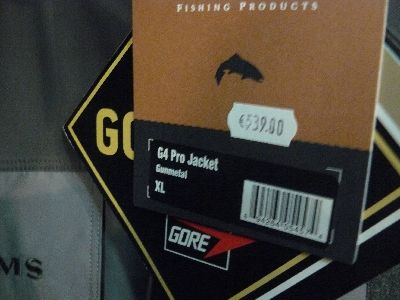 FISHING PRODUCTS
€539.00
GO
G4 Pro Jacket
Gunmetal
XL
GORE
MS